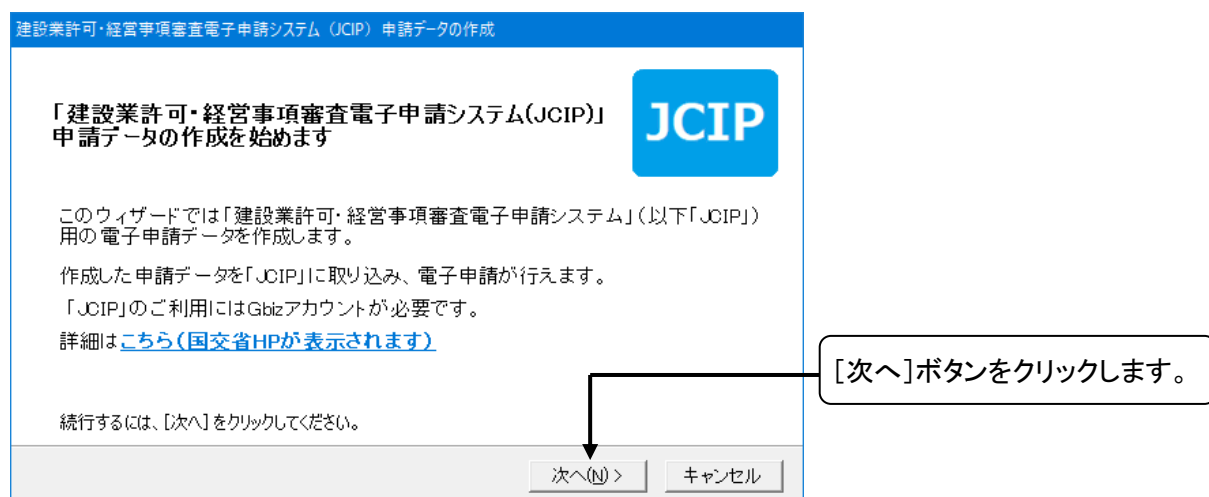 建設業許可・経営事項審査電子申請システム（JCIP）申請データの作成
「建設業許可・経営事項審査電子申請システム(JCIP)」
申請データの作成を始めます
JCIP
このウィザードでは「建設業許可・経営事項審査電子申請システム」（以下「JCIP」）
用の電子申請データを作成します。
作成した申請データを「JCIP」に取り込み、電子申請が行えます。
「JCIP」のご利用にはGbizアカウントが必要です。
詳細はこちら(国交省HPが表示されます)
[次へ]ボタンをクリックします。
続行するには、[次へ]をクリックしてください。
次へ(N) >
キャンセル